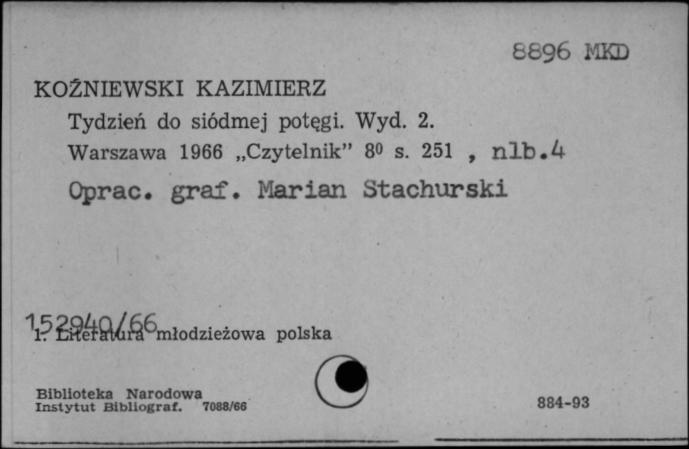 8896 MKD
KOŹNIEWSKI KAZIMIERZ
Tydzień do siódmej potęgi. Wyd. 2.
Warszawa 1966 „Czytelnik” 8⁰ s. 251 , nlb.4
Oprac. graf. Marian Stachurski
152940/66
1. Literatura młodzieżowa polska
Biblioteka Narodowa
Instytut Bibliograf. 7088/66
884-93